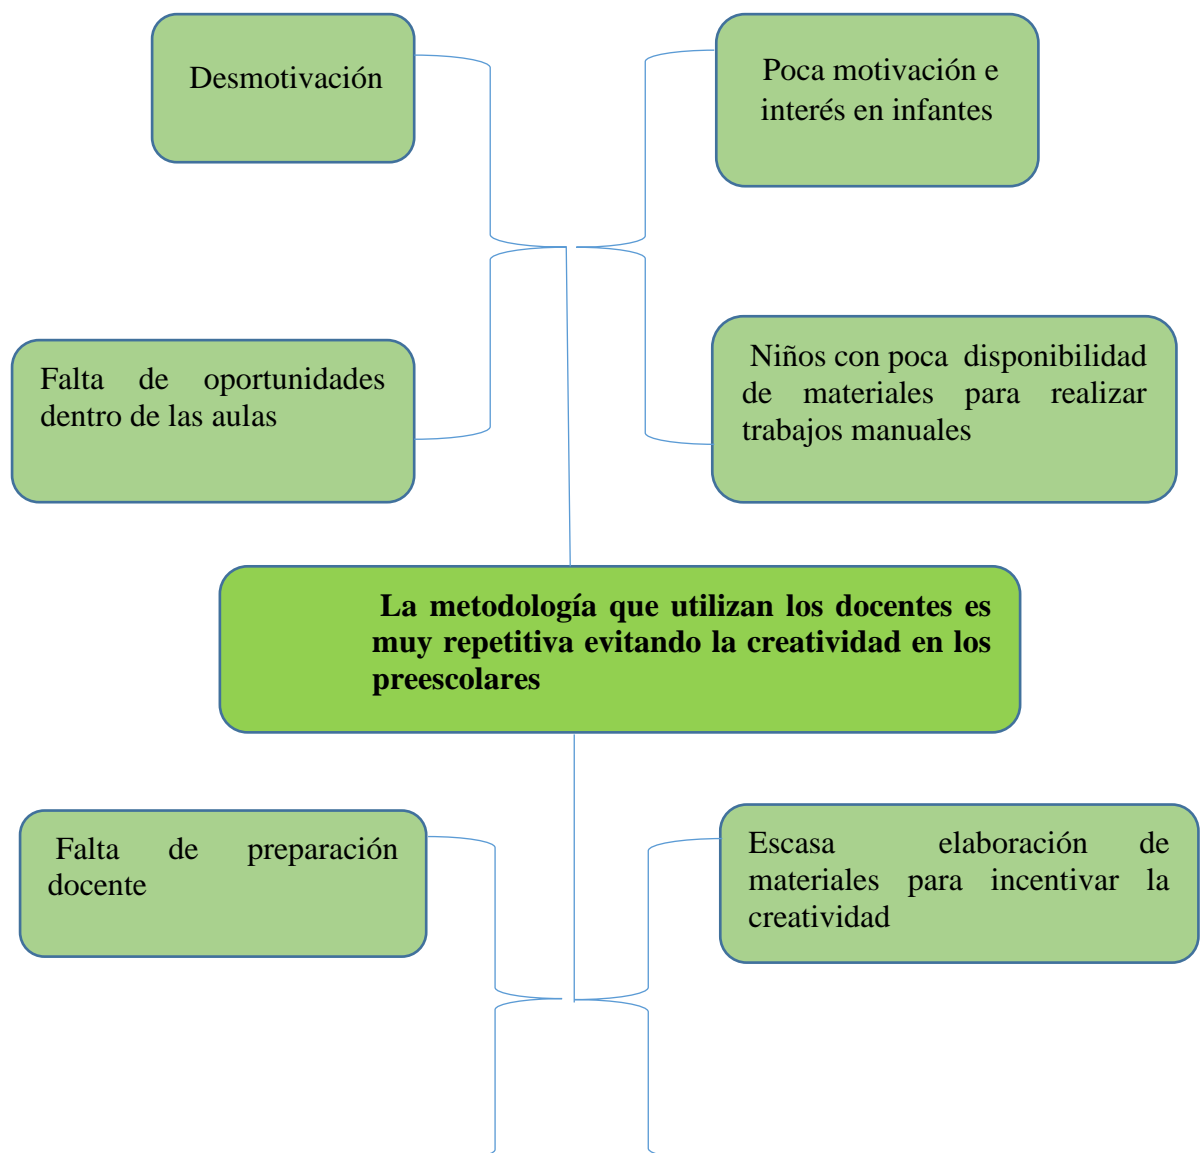 Desmotivación
Poca motivación e
interés en infantes
Falta de oportunidades
dentro de las aulas
Niños con poca disponibilidad
de materiales para realizar
trabajos manuales
La metodología que utilizan los docentes es
muy repetitiva evitando la creatividad en los
preescolares
Falta de preparación
docente
Escasa elaboración de
materiales para incentivar la
creatividad